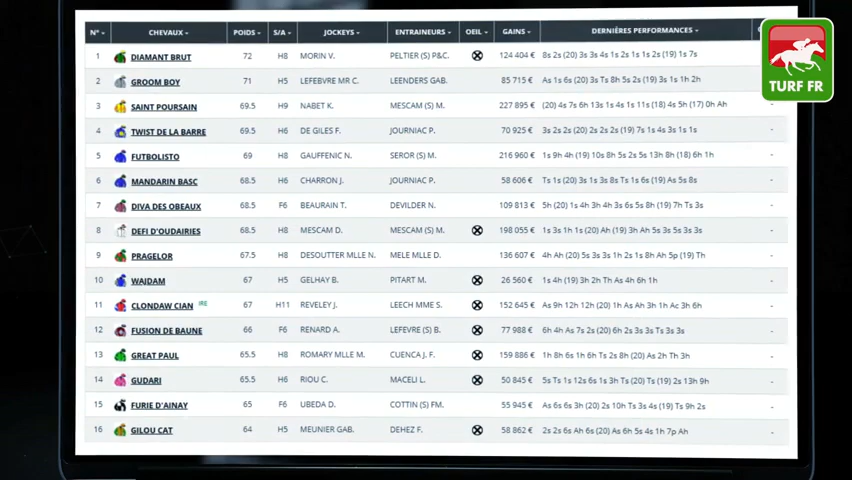 N° CHEVAUX POIDS S/A JOCKEYS ENTRAINEURS OEIL GAINS DERNIÈRES PERFORMANCES
1 DIAMANT BRUT 72 H8 MORIN V. PELTIER (S) P&C. 124 404 € 8s 2s (20) 3s 3s 4s 1s 2s 1s 1s 2s (19) 1s 7s
2 GROOM BOY 71 H5 LEFEBVRE MR C. LEENDERS GAB. 85 715 € As 1s 6s (20) 3s Ts 8h 5s 2s (19) 3s 1s 1h 2h
3 SAINT POURSAIN 69.5 H9 NABET K. MESCAM (S) M. 227 895 € (20) 4s 7s 6h 13s 1s 4s 1s 11s (18) 4s 5h (17) 0h Ah
4 TWIST DE LA BARRE 69.5 H6 DE GILES F. JOURNIAC P. 70 925 € 3s 2s 2s (20) 2s 2s 2s (19) 7s 1s 4s 3s 1s 1s -
5 FUTBOLISTO 69 H8 GAUFFENIC N. SEROR (S) M. 216 960 € 1s 9h 4h (19) 10s 8h 5s 2s 5s 13h 8h (18) 6h 1h -
6 MANDARIN BASC 68.5 H6 CHARRON J. JOURNIAC P. 58 606 € Ts 1s (20) 3s 1s 3s 8s Ts 1s 6s (19) As 5s 8s -
7 DIVA DES OBEAUX 68.5 F6 BEAURAIN T. DEVILDER N. 109 813 € 5h (20) 1s 4h 3h 4h 3s 6s 5s 8h (19) 7h Ts 3s -
8 DEFI D'OUDAIRIES 68.5 H8 MESCAM D. MESCAM (S) M. 198 055 € 1s 3s 1h 1s (20) Ah (19) 3h Ah 5s 3s 5s 3s 3s -
9 PRAGELOR 67.5 H8 DESOUTTER MLLE N. MELE MLLE D. 136 607 € 4h Ah (20) 5s 3s 3s 1h 2s 1s 8h Ah 5p (19) Th -
10 WAJDAM 67 H5 GELHAY B. PITART M. 26 560 € 1s 4h (19) 3h 2h Th As 4h 6h 1h -
11 CLONDAW CIAN IRE 67 H11 REVELEY J. LEECH MME S. 152 645 € As 9h 12h 12h (20) 1h As Ah 3h 1h Ac 3h 6h -
12 FUSION DE BAUNE 66 F6 RENARD A. LEFEVRE (S) B. 77 988 € 6h 4h As 7s 2s (20) 6h 2s 3s 3s Ts 3s 3s -
13 GREAT PAUL 65.5 H8 ROMARY MLLE M. CUENCA J. F. 159 886 € 1h 8h 6s 1h 6h Ts 2s 8h (20) As 2h Th 3h -
14 GUDARI 65.5 H6 RIOU C. MACELI L. 50 845 € 5s Ts 1s 12s 6s 1s 3h Ts (20) Ts (19) 2s 13h 9h -
15 FURIE D'AINAY 65 F6 UBEDA D. COTTIN (S) FM. 55 945 € As 6s 6s 3h (20) 2s 10h Ts 3s 4s (19) Ts 9h 2s -
16 GILOU CAT 64 H5 MEUNIER GAB. DEHEZ F. 58 862 € 2s 2s 6s Ah 6s (20) As 6h 5s 4s 1h 7p Ah -
TURF FR